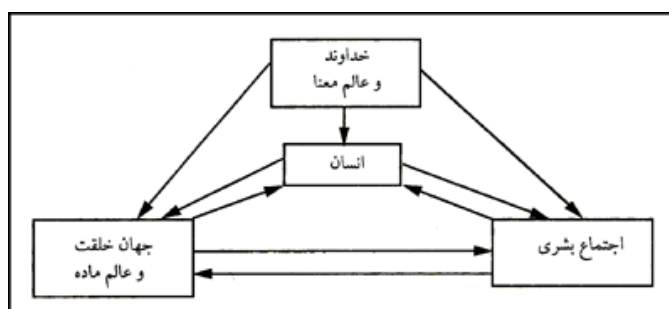 خداوند
و عالم معنا
انسان
اجتماع بشری
جهان خلقت
و عالم ماده